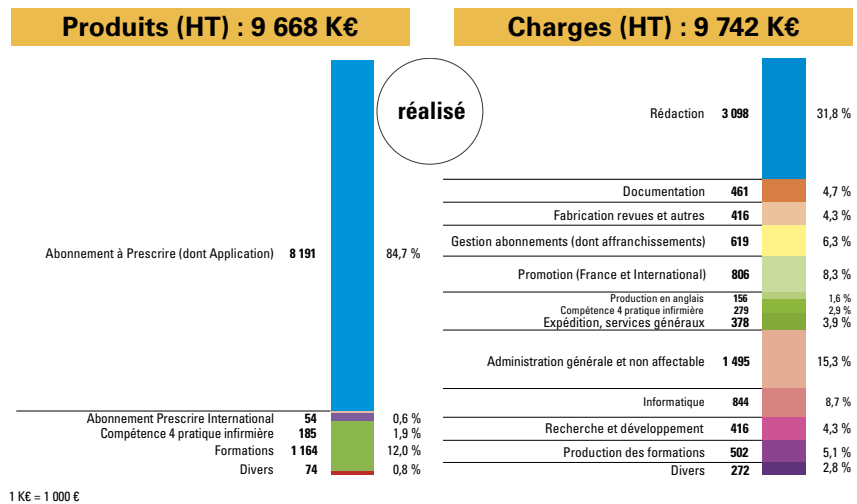 Produits (HT) : 9 668 K€
Charges (HT) : 9 742 K€
réalisé
Abonnement à Prescrire (dont Application) 8 191 84,7 %
Abonnement Prescrire International 54 0,6 %
Compétence 4 pratique infirmière 185 1,9 %
Formations 1 164 12,0 %
Divers 74 0,8 %
Rédaction 3 098 31,8 %
Documentation 461 4,7 %
Fabrication revues et autres 416 4,3 %
Gestion abonnements (dont affranchissements) 619 6,3 %
Promotion (France et International) 806 8,3 %
Production en anglais 156 1,6 %
Compétence 4 pratique infirmière 279 2,9 %
Expédition, services généraux 378 3,9 %
Administration générale et non affectable 1 495 15,3 %
Informatique 844 8,7 %
Recherche et développement 416 4,3 %
Production des formations 502 5,1 %
Divers 272 2,8 %
1 K€ = 1 000 €